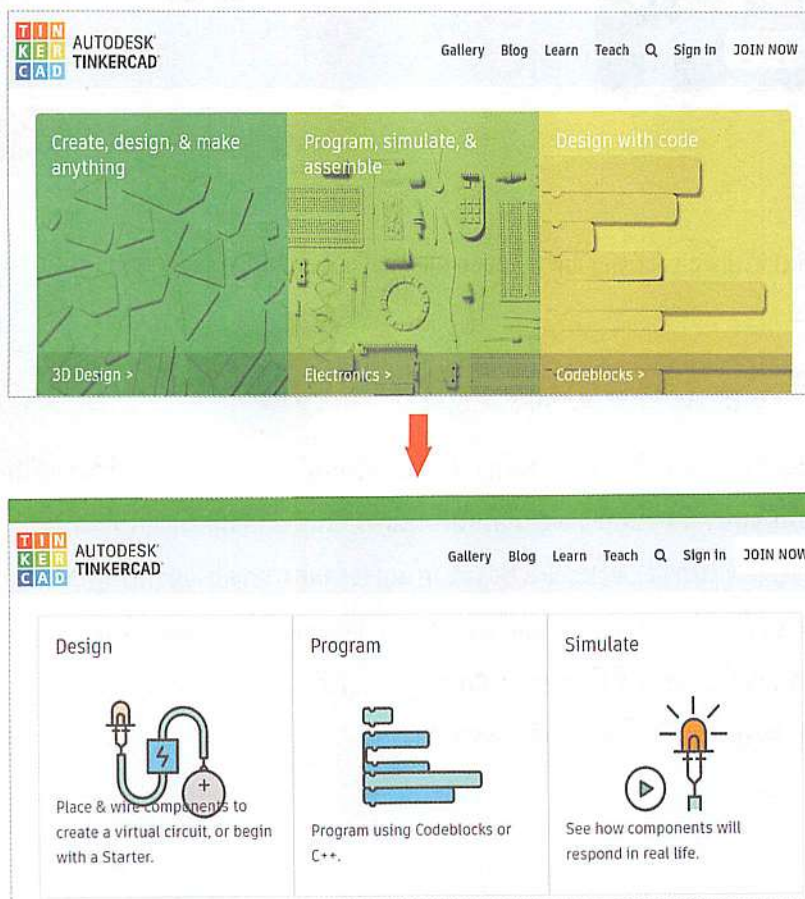 TIN
KER
CAD
AUTODESK®
TINKERCAD®
Gallery Blog Learn Teach Sign in JOIN NOW
Create, design, & make
anything
3D Design >
Program, simulate, &
assemble
Electronics >
Design with code
Codeblocks >
TIN
KER
CAD
AUTODESK®
TINKERCAD®
Gallery Blog Learn Teach Sign in JOIN NOW
Design
Place & wire components to
create a virtual circuit, or begin
with a Starter.
Program
Program using Codeblocks or
C++.
Simulate
See how components will
respond in real life.